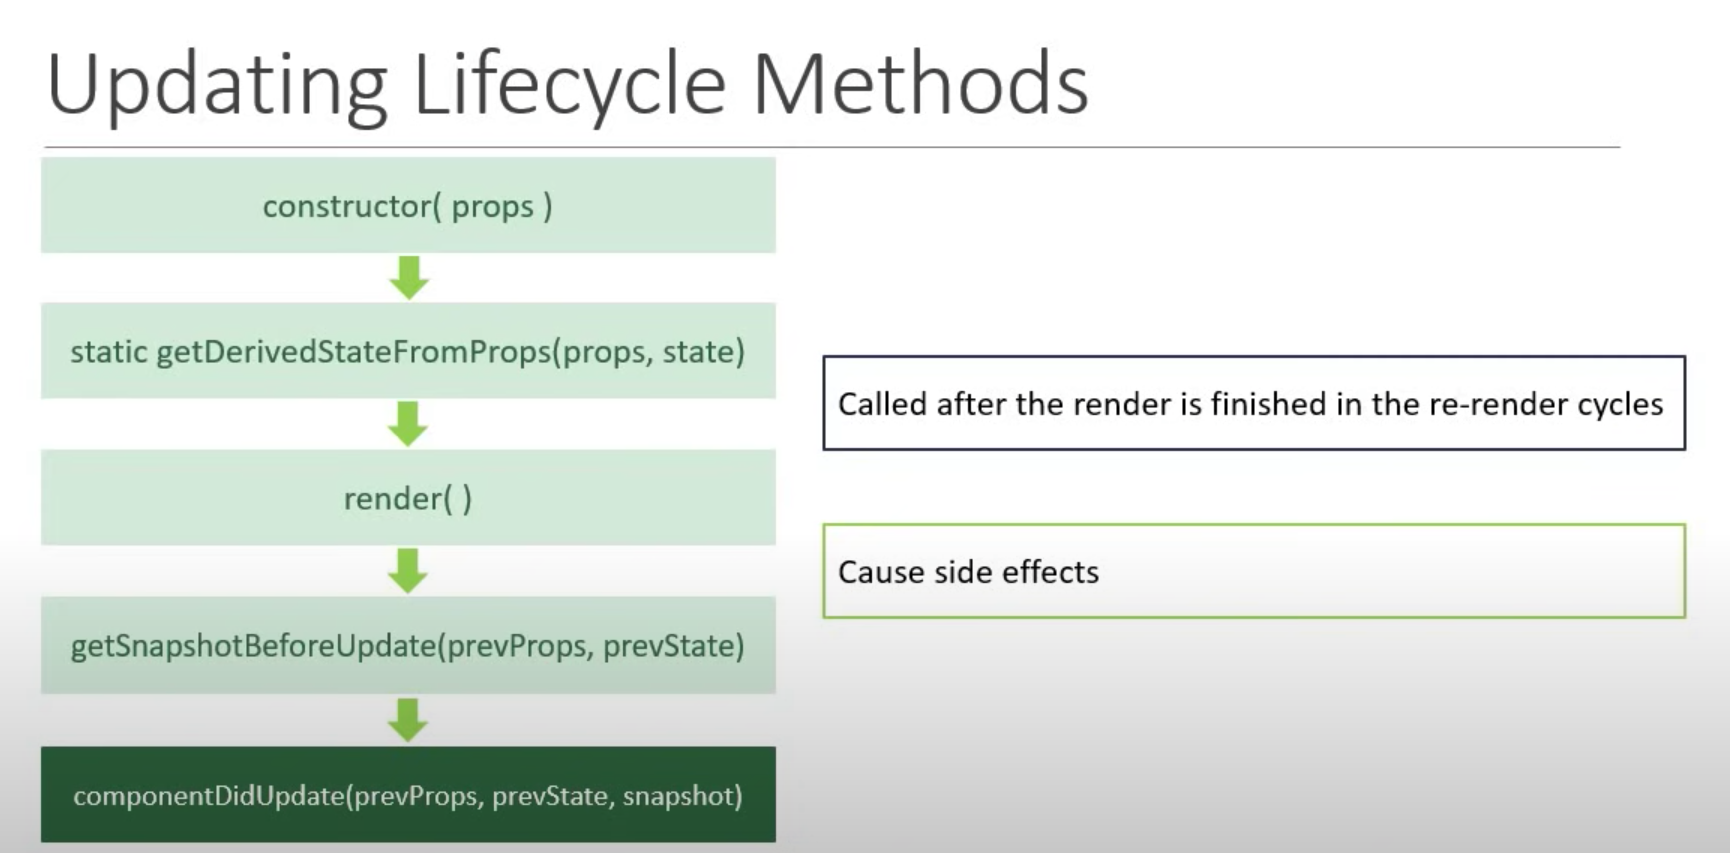 Updating Lifecycle Methods
constructor( props )
static getDerivedStateFromProps(props, state)
render( )
getSnapshotBeforeUpdate(prevProps, prevState)
componentDidUpdate(prevProps, prevState, snapshot)
Called after the render is finished in the re-render cycles
Cause side effects